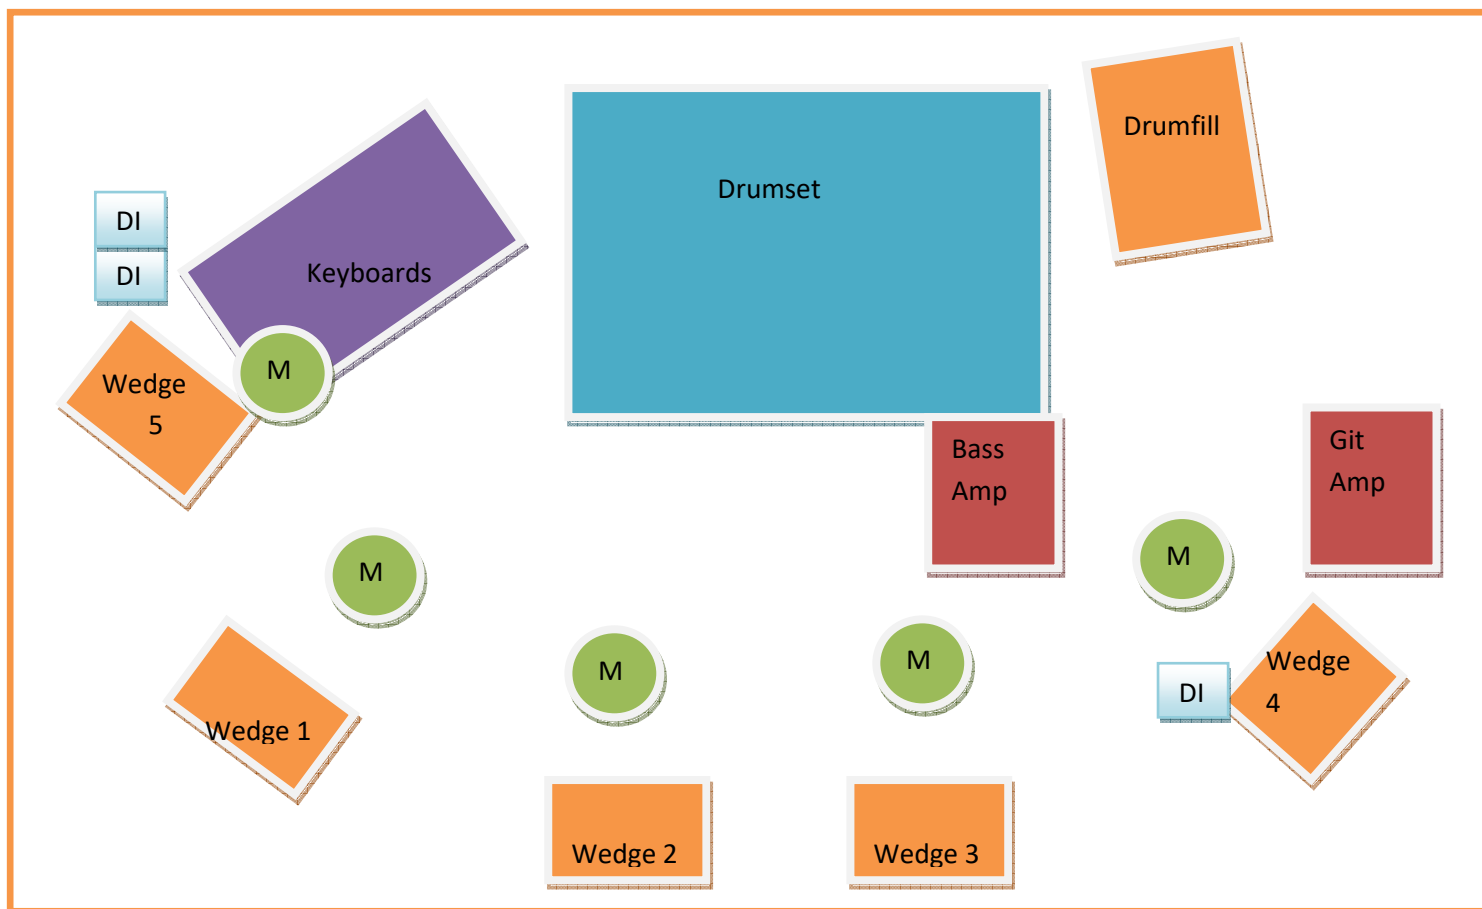 Drumfill
Drumset
DI
DI
Keyboards
M
Wedge
5
Bass
Amp
Git
Amp
M
M
M
M
Wedge
4
DI
Wedge 1
Wedge 2
Wedge 3